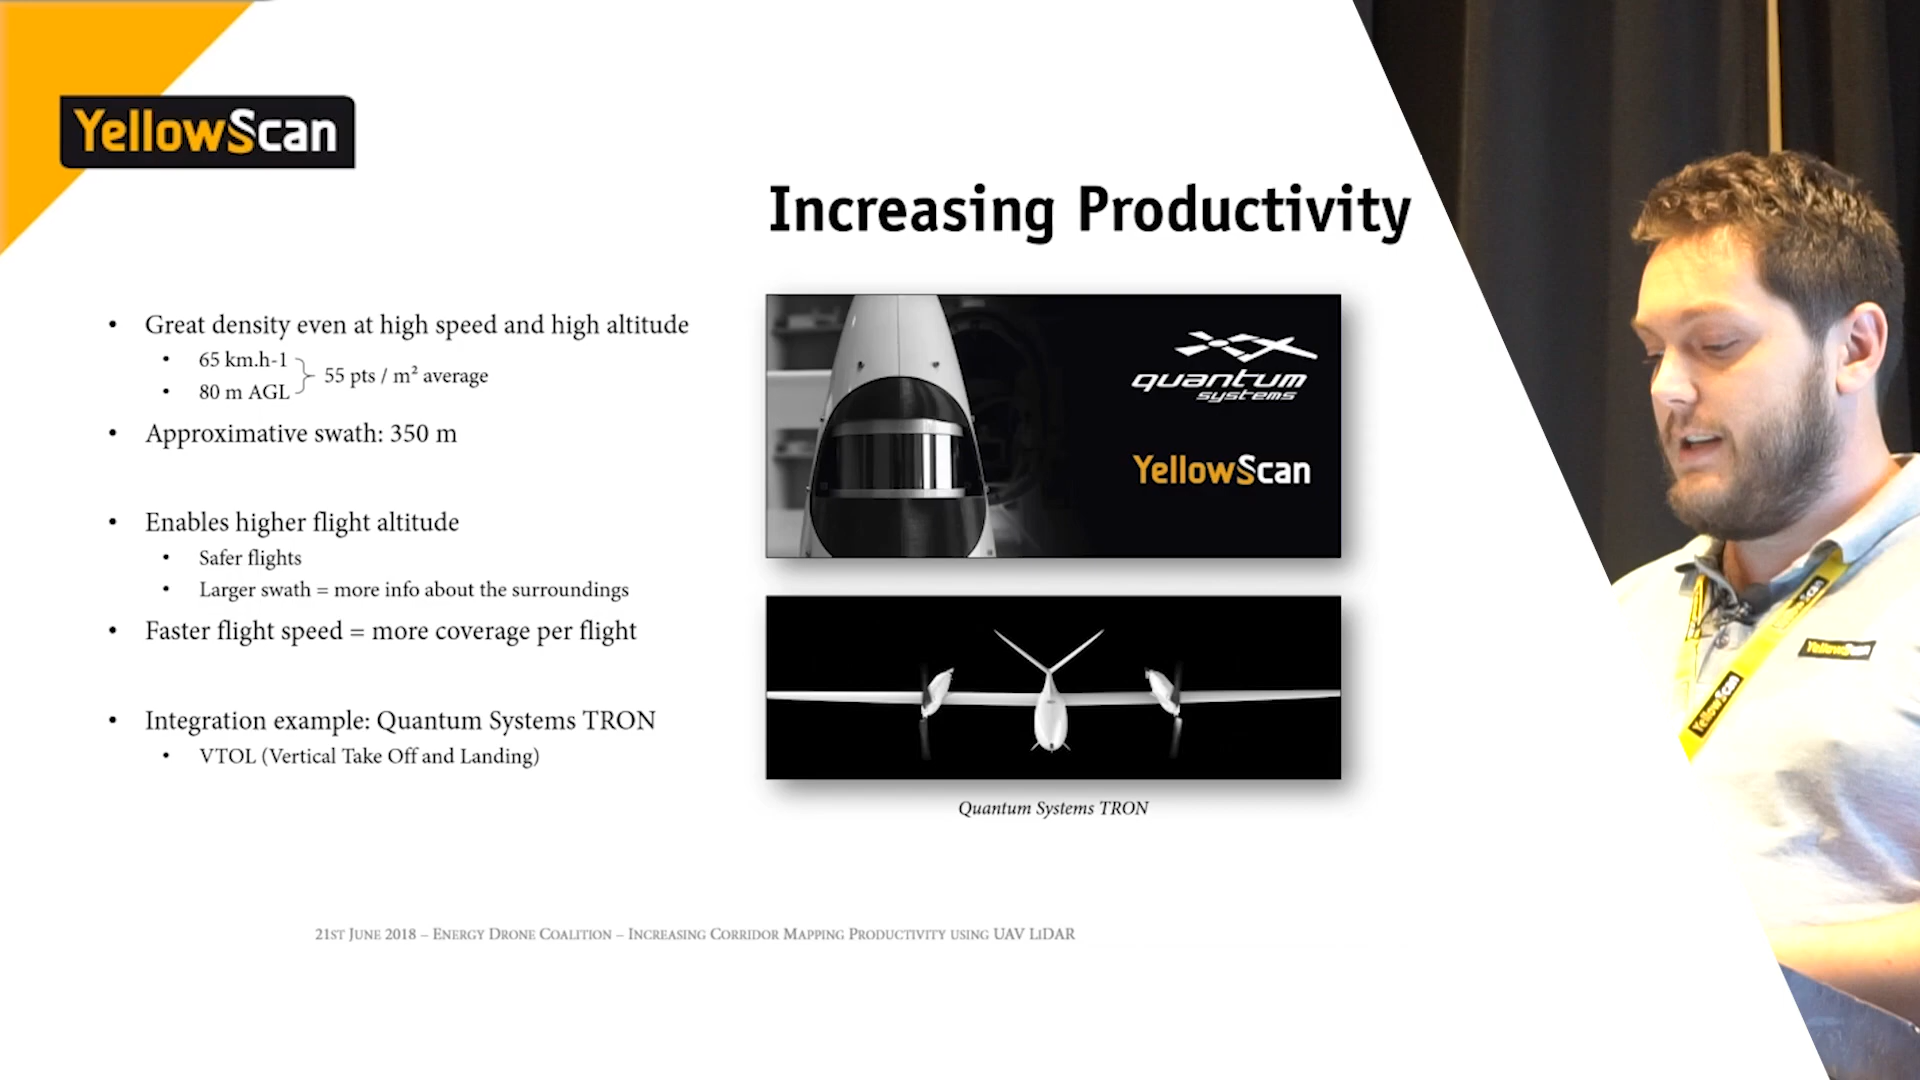 YellowScan
Increasing Productivity
• Great density even at high speed and high altitude
• 65 km.h-1
• 80 m AGL
55 pts / m² average
• Approximative swath: 350 m
• Enables higher flight altitude
• Safer flights
• Larger swath = more info about the surroundings
• Faster flight speed = more coverage per flight
• Integration example: Quantum Systems TRON
• VTOL (Vertical Take Off and Landing)
quantum
systems
YellowScan
Quantum Systems TRON
21ST JUNE 2018 – ENERGY DRONE COALITION – INCREASING CORRIDOR MAPPING PRODUCTIVITY USING UAV LiDAR
YellowScan
YellowScan
YellowScan